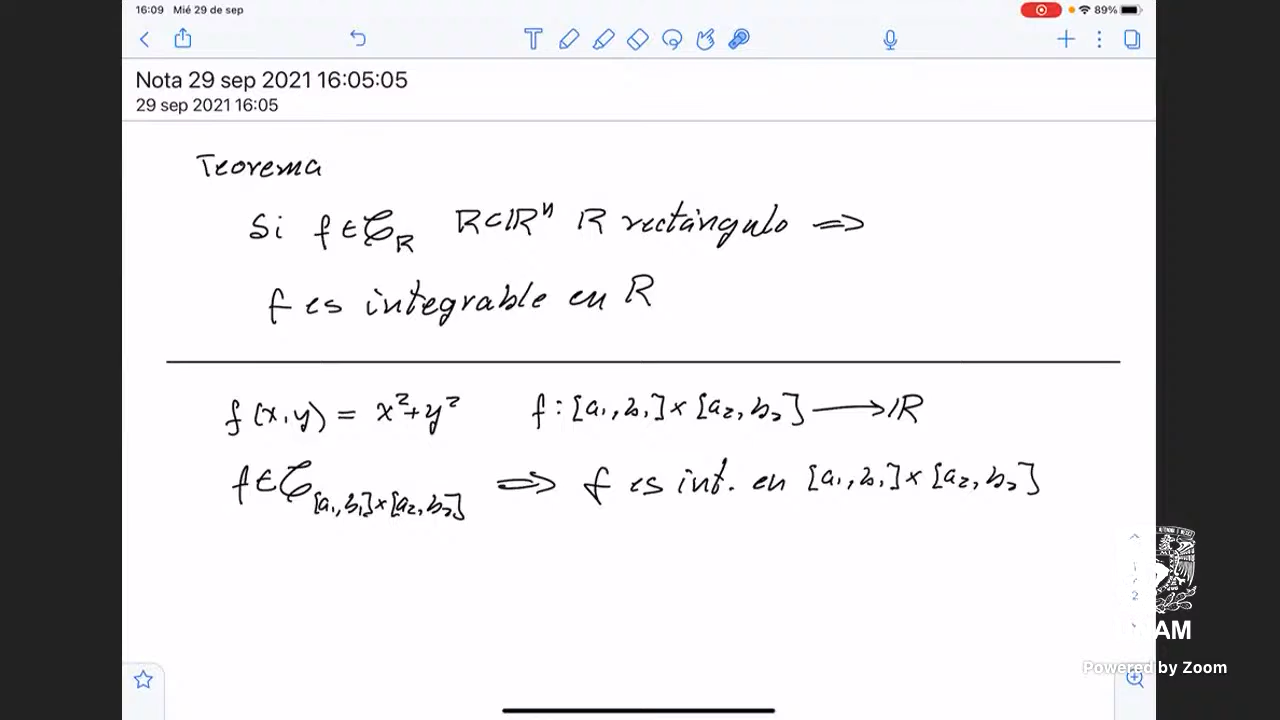 16:09 Mié 29 de sep 89%
Nota 29 sep 2021 16:05:05
29 sep 2021 16:05
Teorema
Si f ∈ 𝒞_R R⊂ℝⁿ R rectángulo ⇒
f es integrable en R
f(x,y) = x²+y² f:[a₁,b₁]×[a₂,b₂]⟶ℝ
f∈𝒞_[a₁,b₁]×[a₂,b₂] ⇒ f es int. en [a₁,b₁]×[a₂,b₂]
1
2
Powered by Zoom